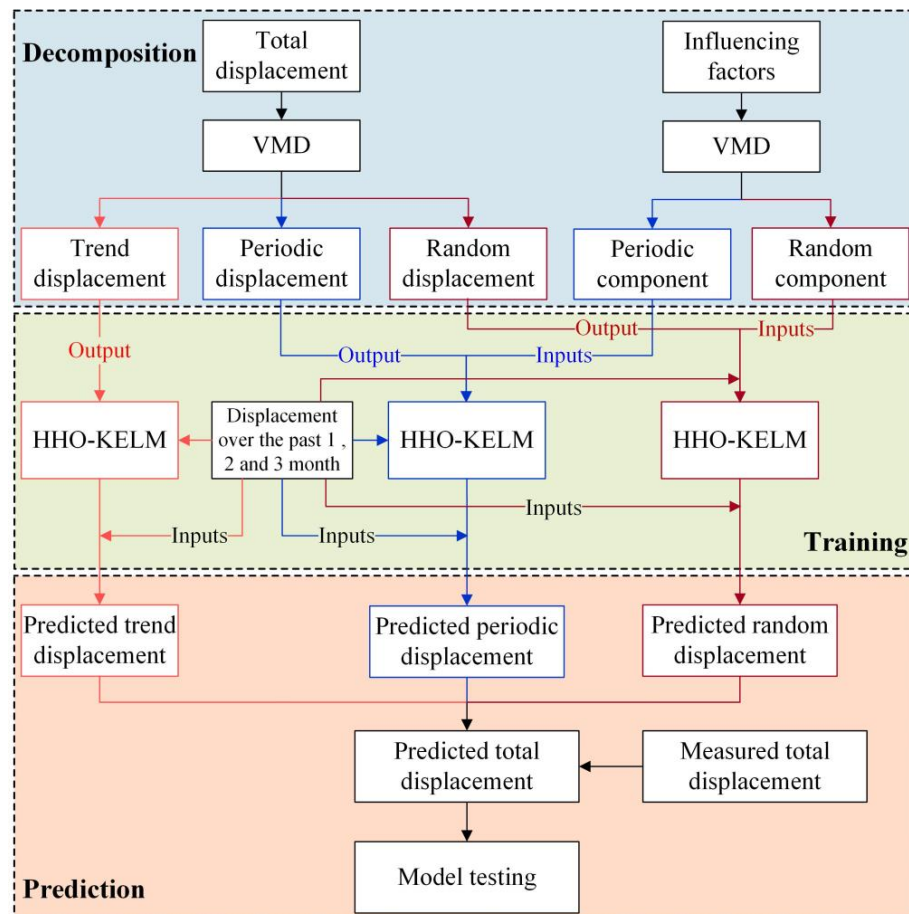 Decomposition
Total
displacement
Influencing
factors
VMD
VMD
Trend
displacement
Periodic
displacement
Random
displacement
Periodic
component
Random
component
Output
Inputs
Output
Output
Inputs
HHO-KELM
Displacement
over the past 1 ,
2 and 3 month
HHO-KELM
HHO-KELM
Inputs
Inputs
Inputs
Training
Predicted trend
displacement
Predicted periodic
displacement
Predicted random
displacement
Predicted total
displacement
Measured total
displacement
Model testing
Prediction